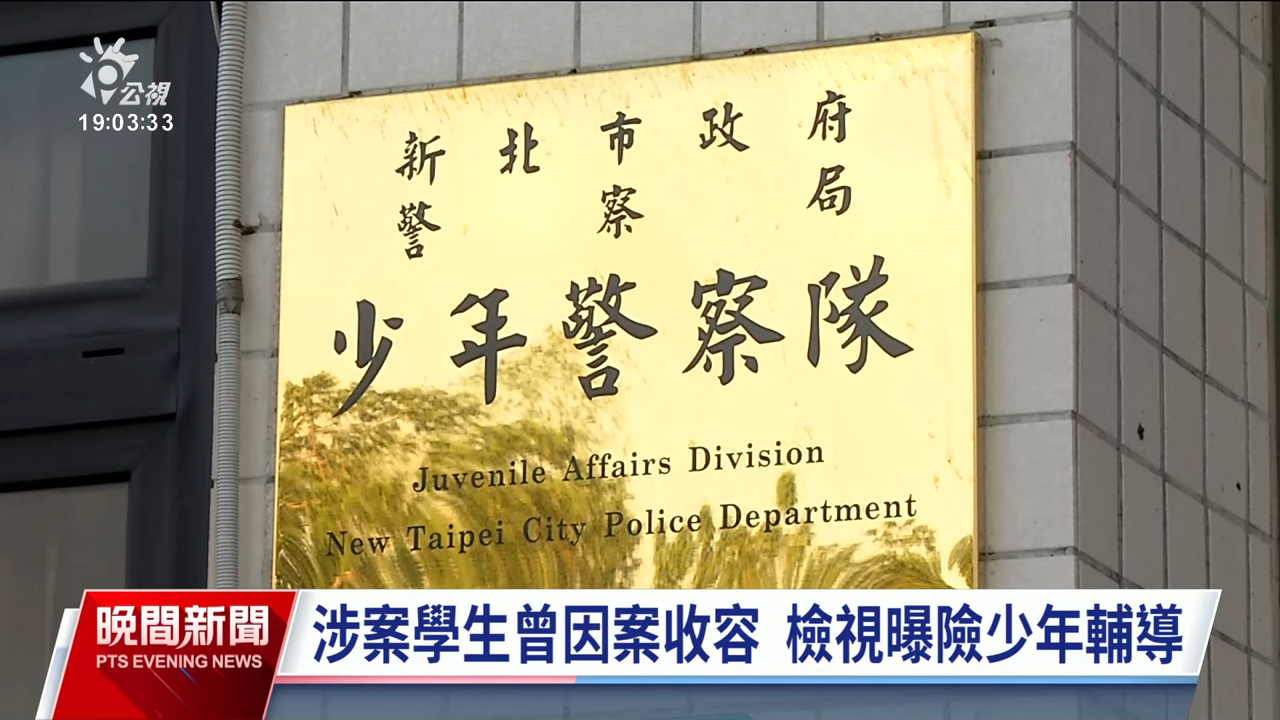 公視
19:03:33
新北市政府
警察局
少年警察隊
Juvenile Affairs Division
New Taipei City Police Department
晚間新聞
PTS EVENING NEWS
涉案學生曾因案收容 檢視曝險少年輔導